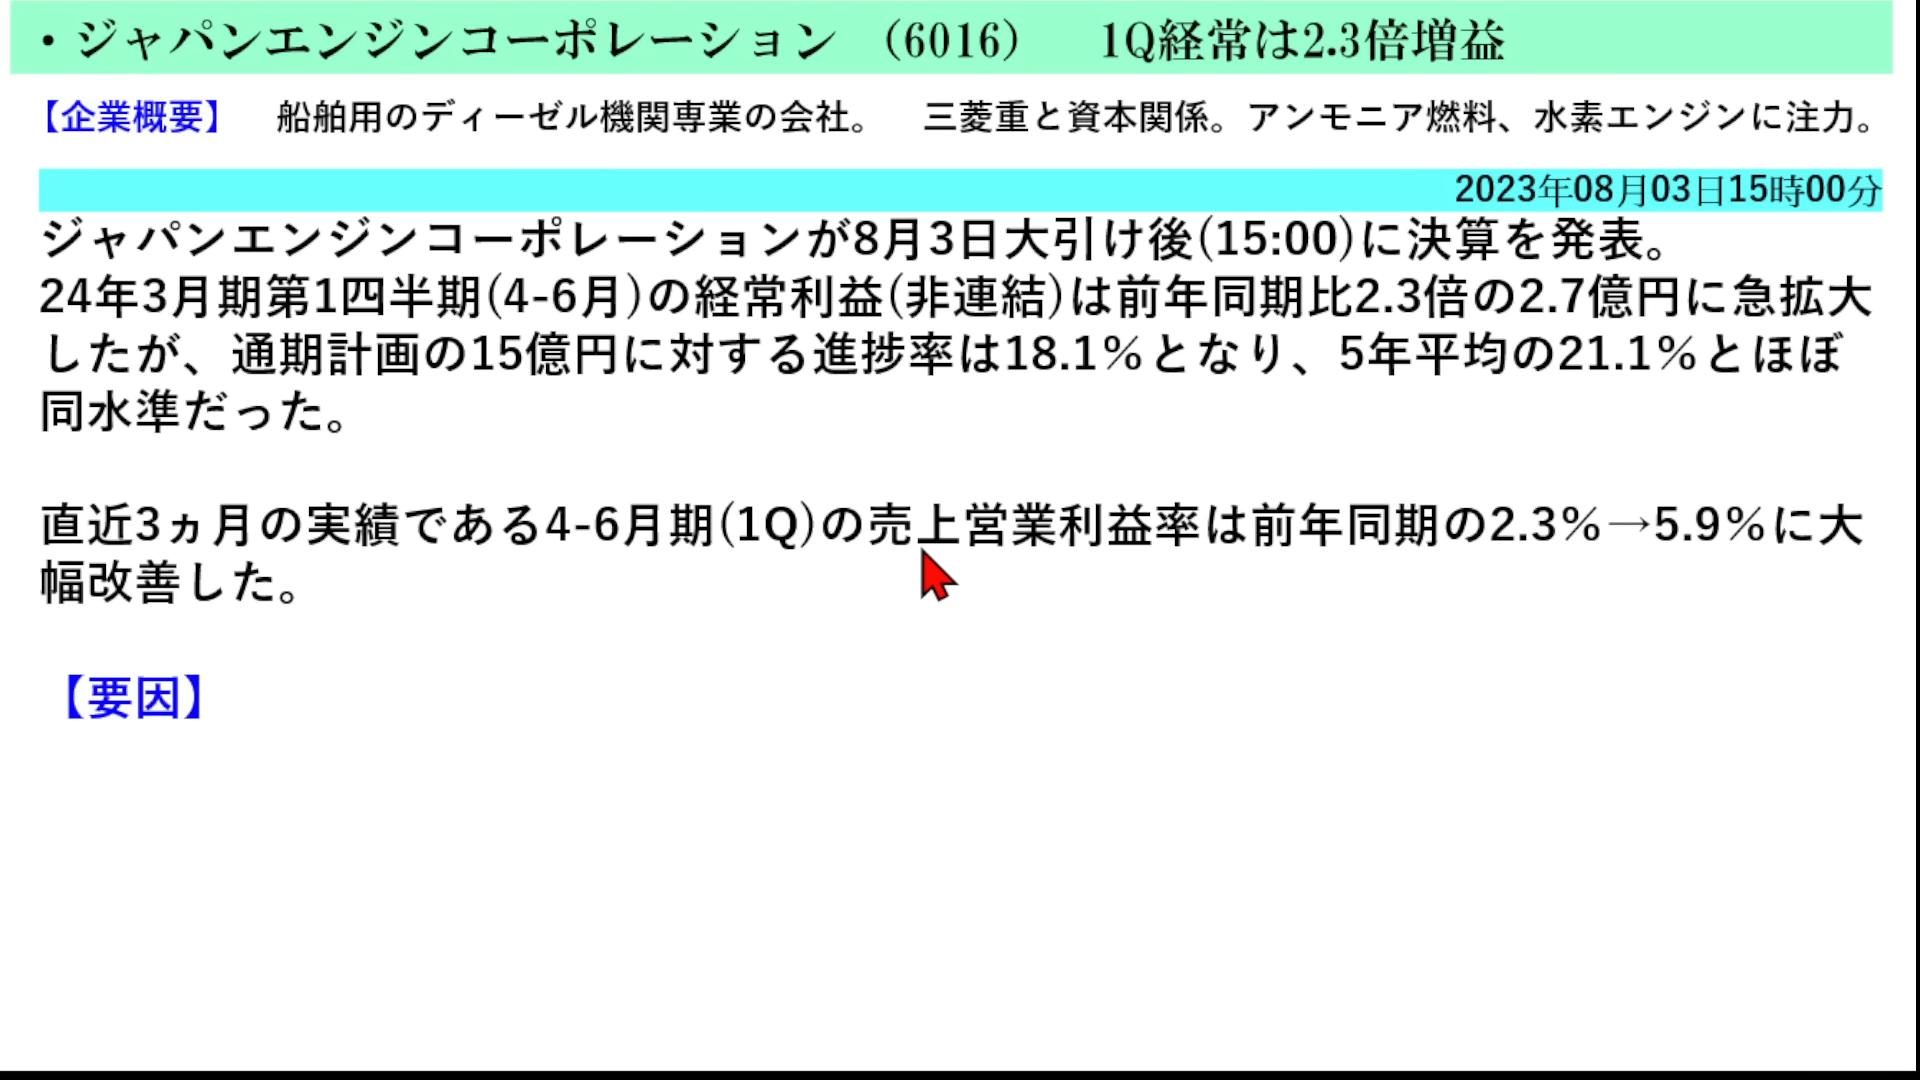 ・ジャパンエンジンコーポレーション （6016）　1Q経常は2.3倍増益
【企業概要】　船舶用のディーゼル機関専業の会社。　三菱重と資本関係。アンモニア燃料、水素エンジンに注力。
2023年08月03日15時00分
ジャパンエンジンコーポレーションが8月3日大引け後(15:00)に決算を発表。
24年3月期第1四半期(4-6月)の経常利益(非連結)は前年同期比2.3倍の2.7億円に急拡大
したが、通期計画の15億円に対する進捗率は18.1％となり、5年平均の21.1％とほぼ
同水準だった。
直近3ヵ月の実績である4-6月期(1Q)の売上営業利益率は前年同期の2.3％→5.9％に大
幅改善した。
【要因】